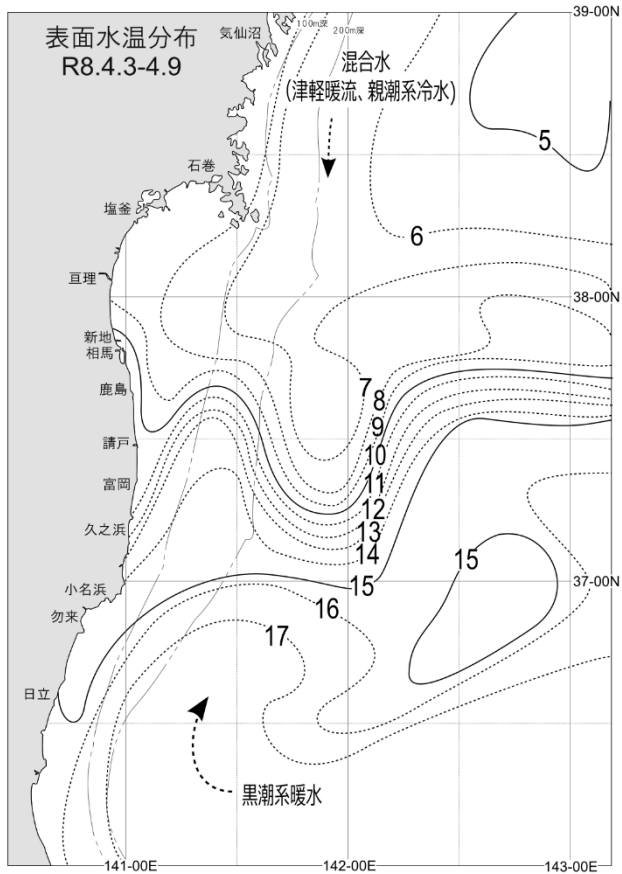 表面水温分布
R8.4.3-4.9
39-00N
気仙沼
100m深
200m深
混合水
(津軽暖流、親潮系冷水)
5
石巻
塩釜
6
亘理
38-00N
新地
相馬
鹿島
7
8
9
請戸
10
富岡
11
12
久之浜
13
14
15
15
37-00N
小名浜
16
勿来
17
日立
黒潮系暖水
141-00E
142-00E
143-00E